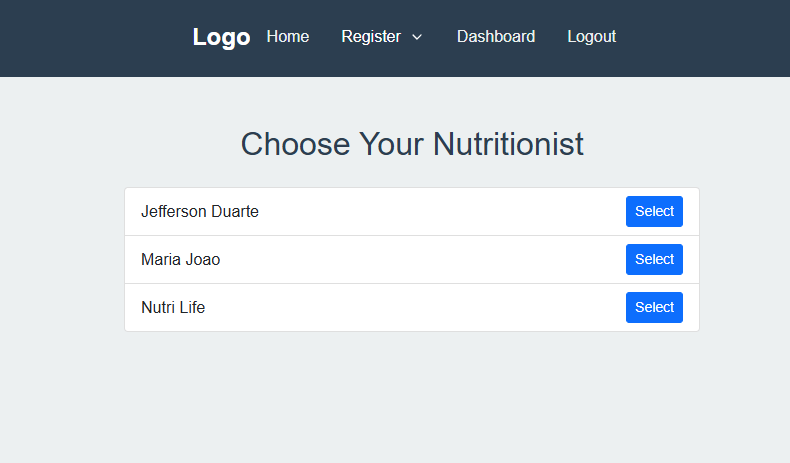 Logo Home Register Dashboard Logout
Choose Your Nutritionist
Jefferson Duarte Select
Maria Joao Select
Nutri Life Select